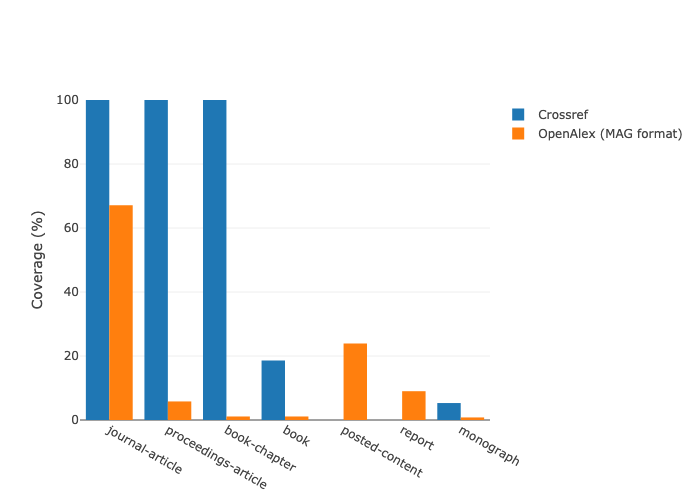 Crossref
OpenAlex (MAG format)
100
80
60
40
20
0
Coverage (%)
journal-article
proceedings-article
book-chapter
book
posted-content
report
monograph